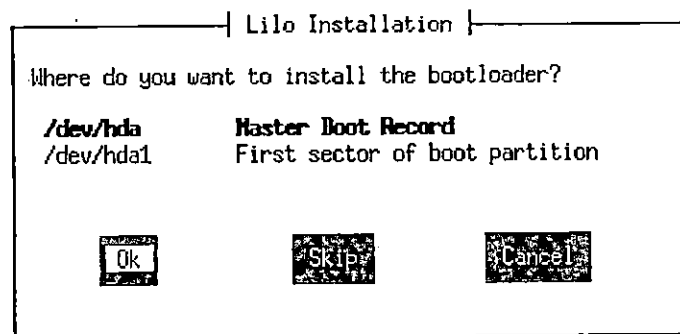 Lilo Installation
Where do you want to install the bootloader?
/dev/hda Master Boot Record
/dev/hda1 First sector of boot partition
Ok Skip Cancel